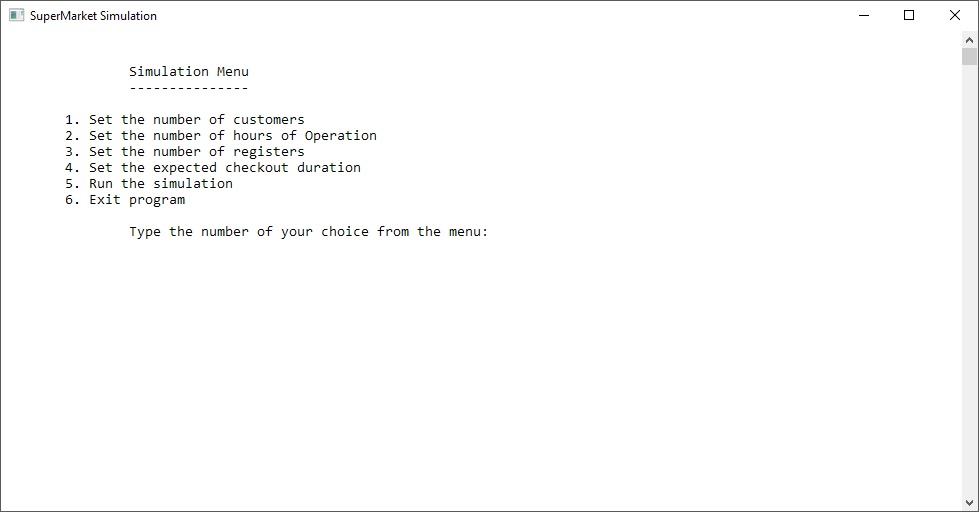 SuperMarket Simulation
Simulation Menu
---------------
1. Set the number of customers
2. Set the number of hours of Operation
3. Set the number of registers
4. Set the expected checkout duration
5. Run the simulation
6. Exit program
Type the number of your choice from the menu: